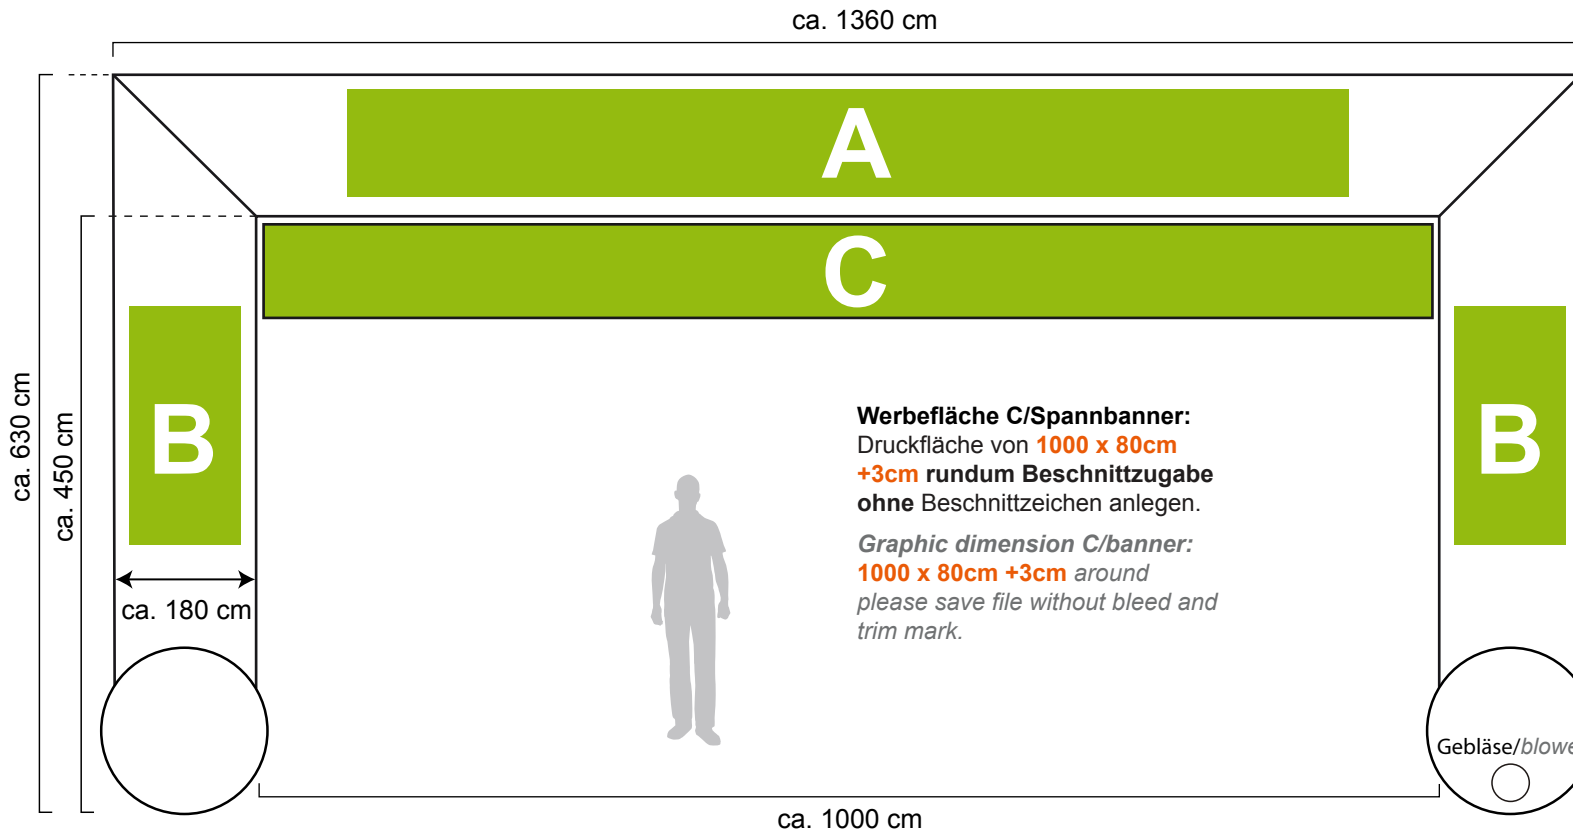 ca. 1360 cm
A
C
ca. 630 cm
ca. 450 cm
B
B
Werbefläche C/Spannbanner:
Druckfläche von 1000 x 80cm
+3cm rundum Beschnittzugabe
ohne Beschnittzeichen anlegen.
Graphic dimension C/banner:
1000 x 80cm +3cm around
please save file without bleed and
trim mark.
ca. 180 cm
Gebläse/blowe
ca. 1000 cm